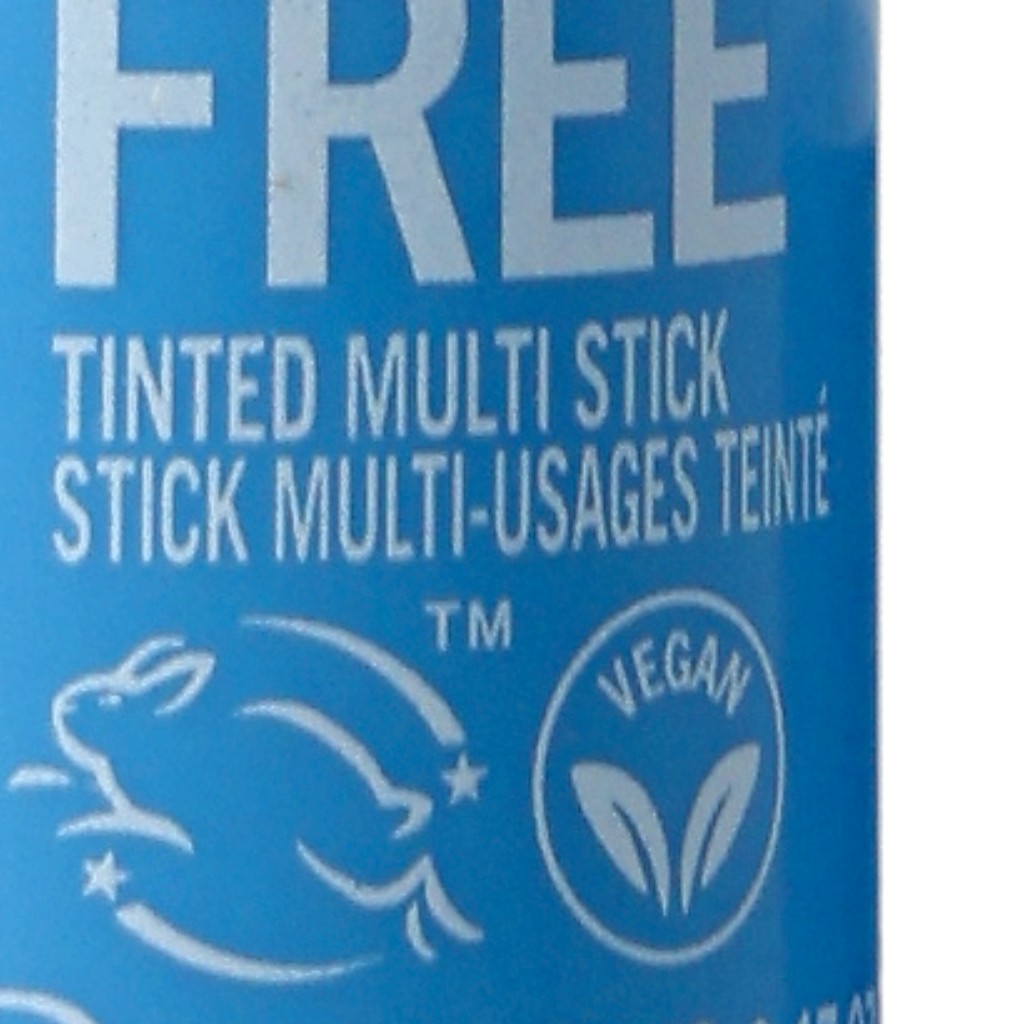 FREE
TINTED MULTI STICK
STICK MULTI-USAGES TEINTÉ
TM
VEGAN